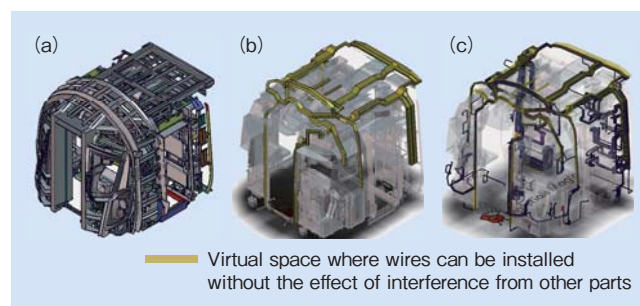 (a)
(b)
(c)
Virtual space where wires can be installed
without the effect of interference from other parts